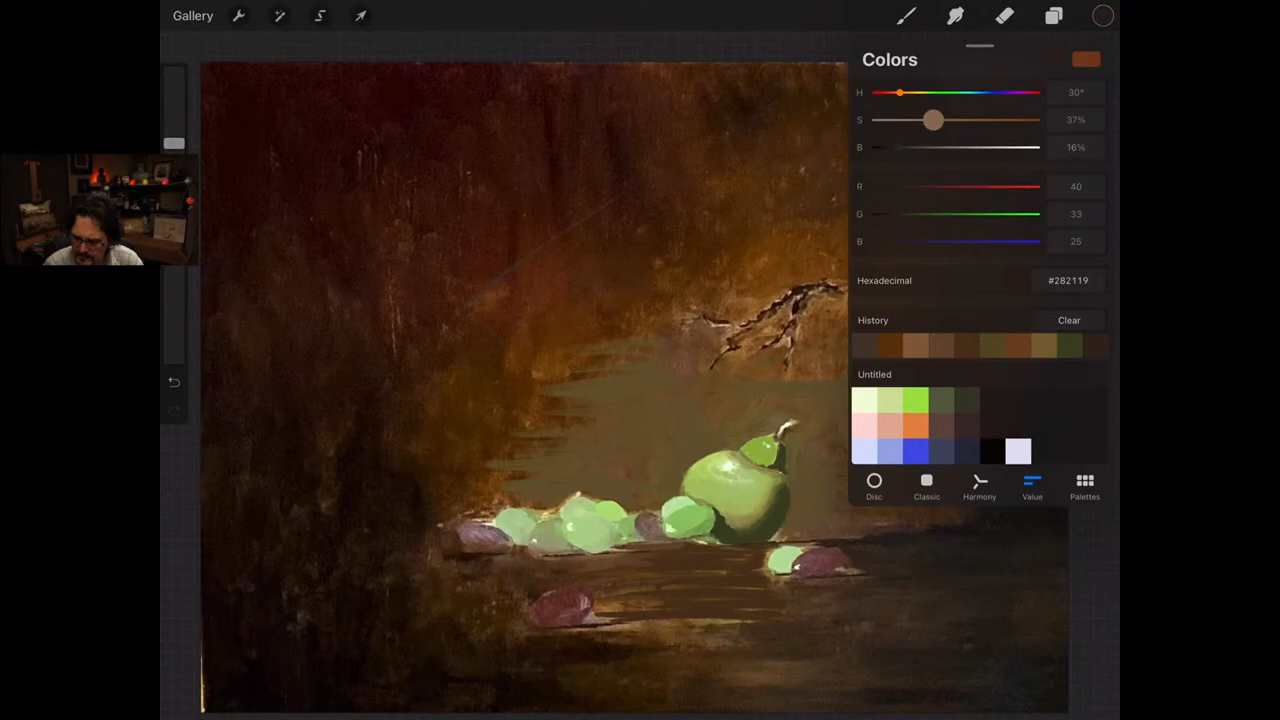 Gallery
Colors
H 30°
S 37%
B 16%
R 40
G 33
B 25
Hexadecimal #282119
History Clear
Untitled
Disc Classic Harmony Value Palettes